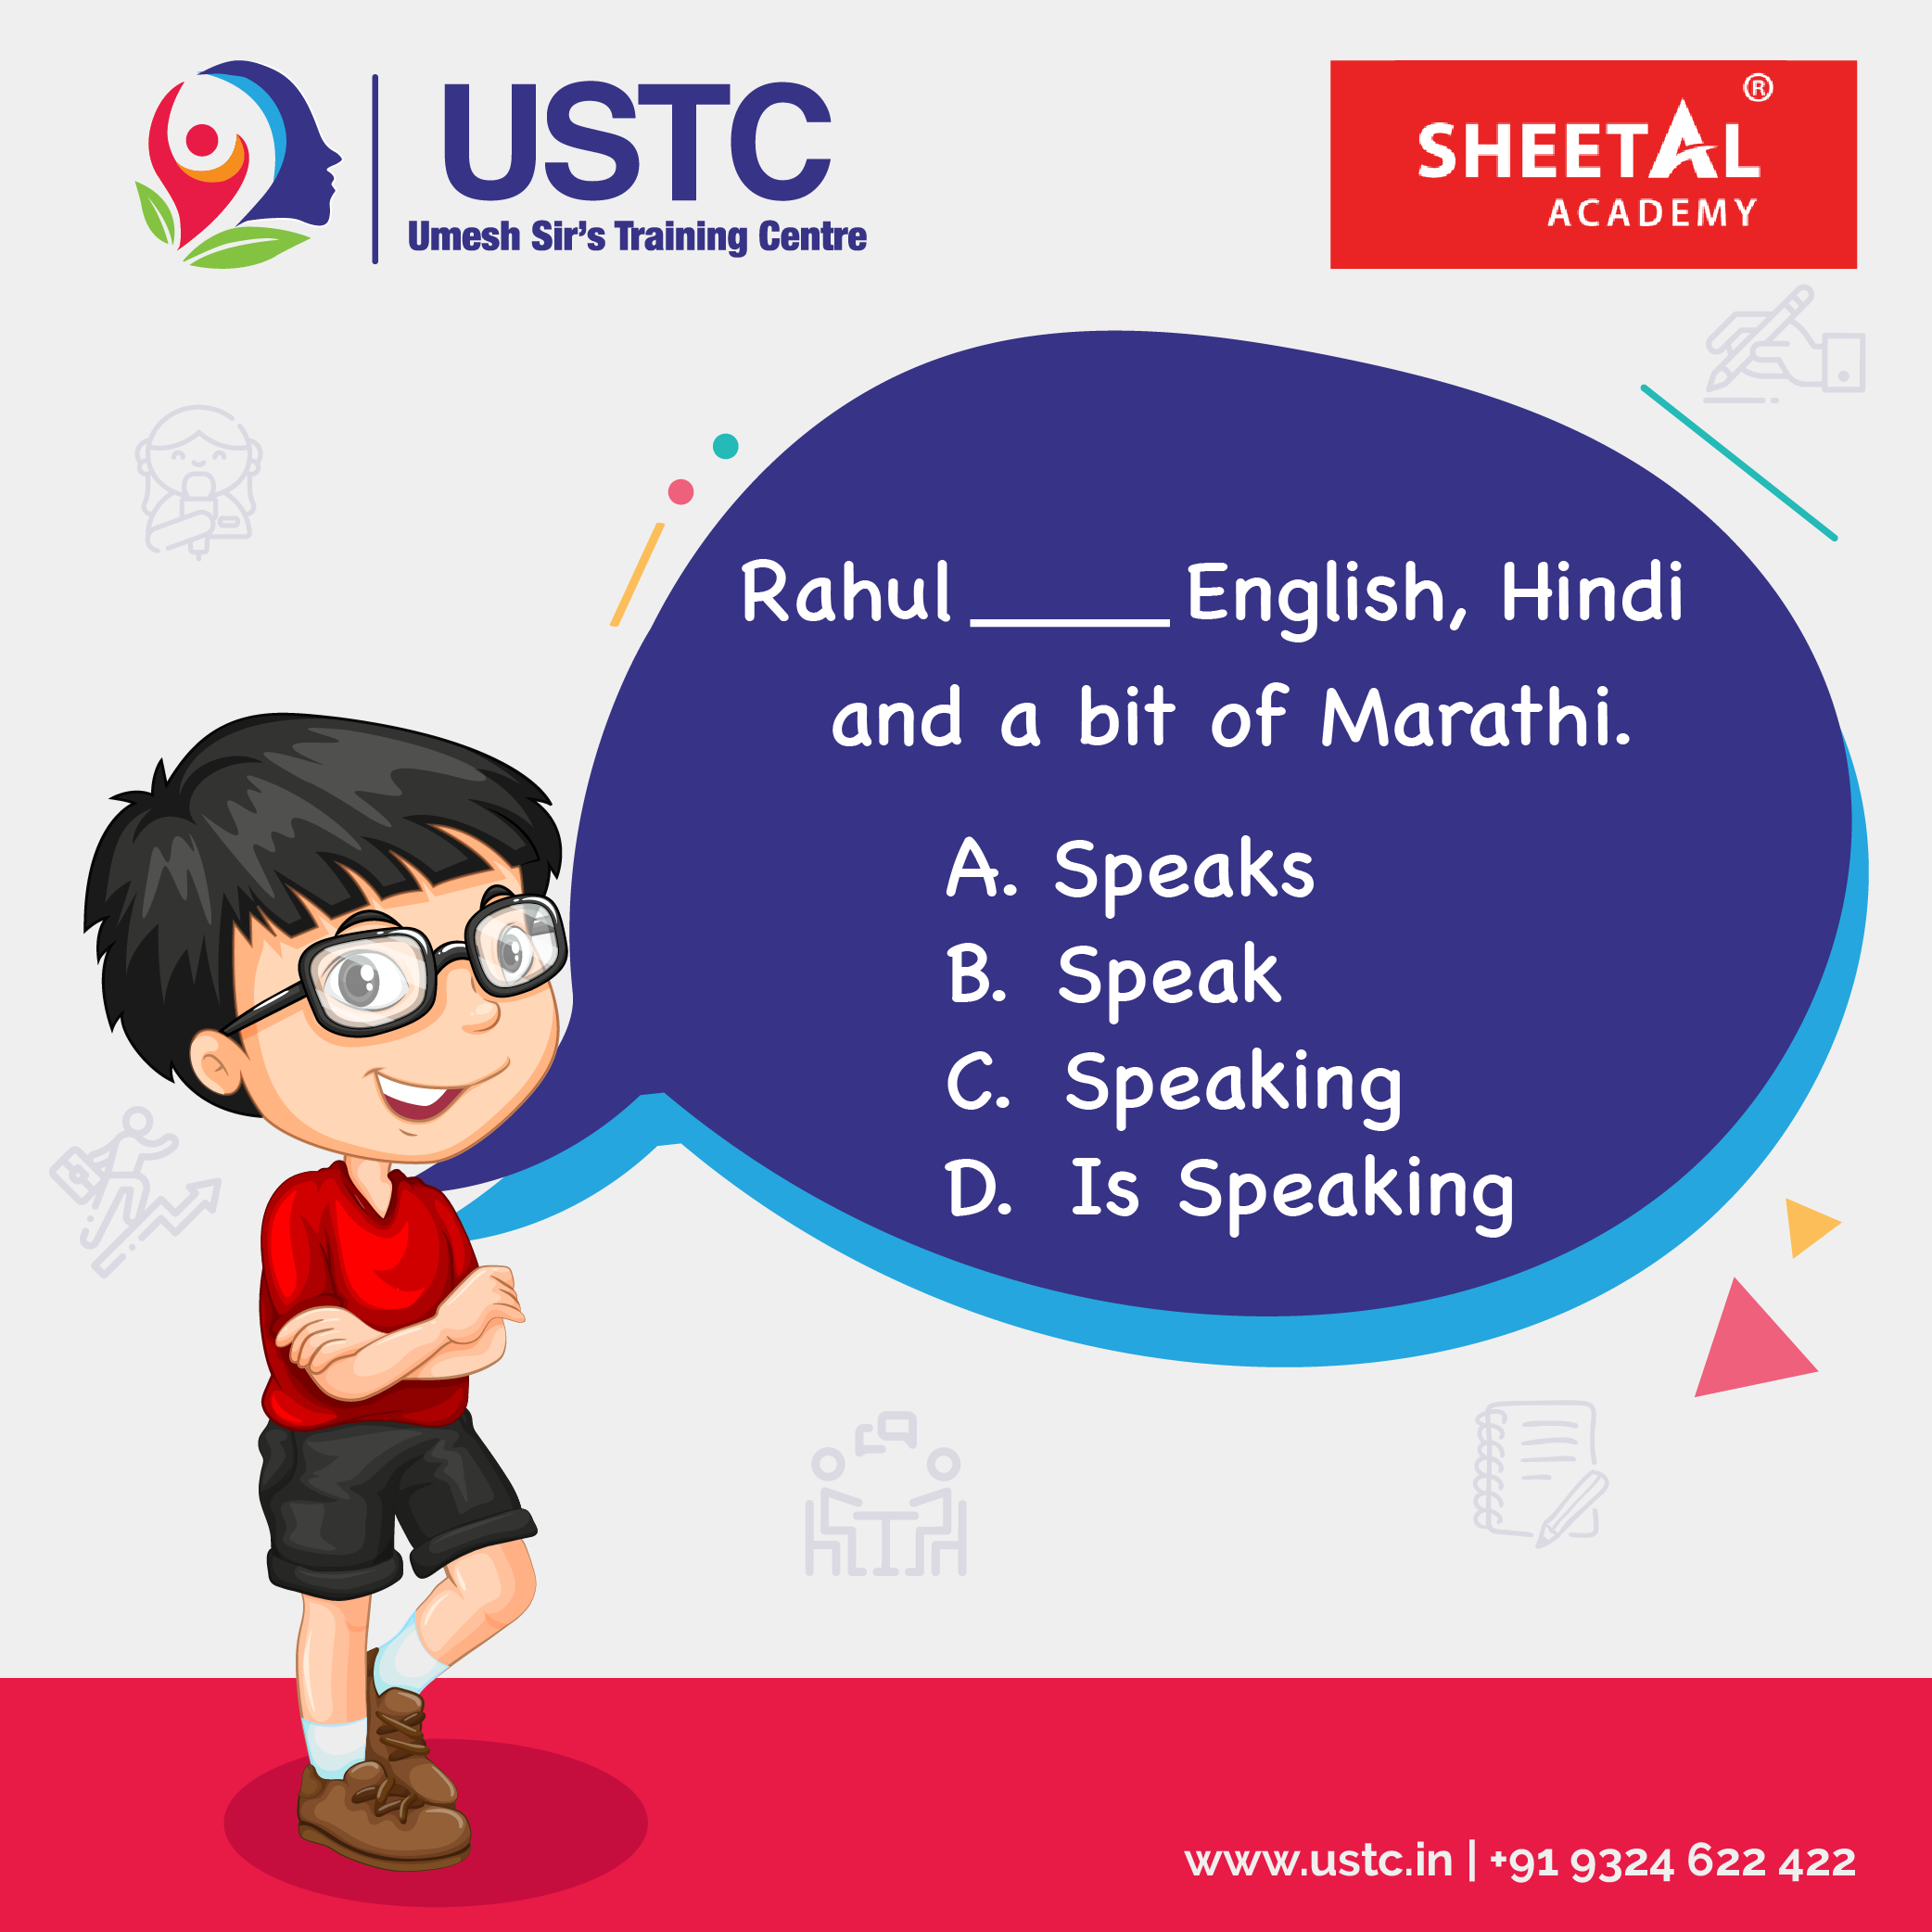 USTC
Umesh Sir's Training Centre
SHEETAL®
ACADEMY
Rahul _____ English, Hindi
and a bit of Marathi.
A. Speaks
B. Speak
C. Speaking
D. Is Speaking
www.ustc.in | +91 9324 622 422